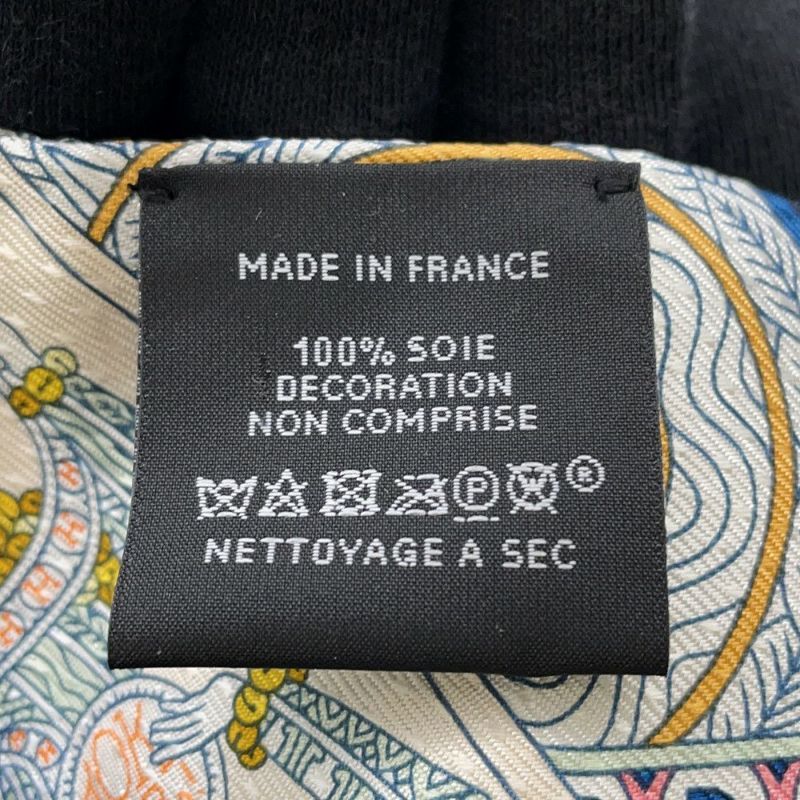 MADE IN FRANCE
100% SOIE
DECORATION
NON COMPRISE
P W ®
NETTOYAGE A SEC
H H H H H